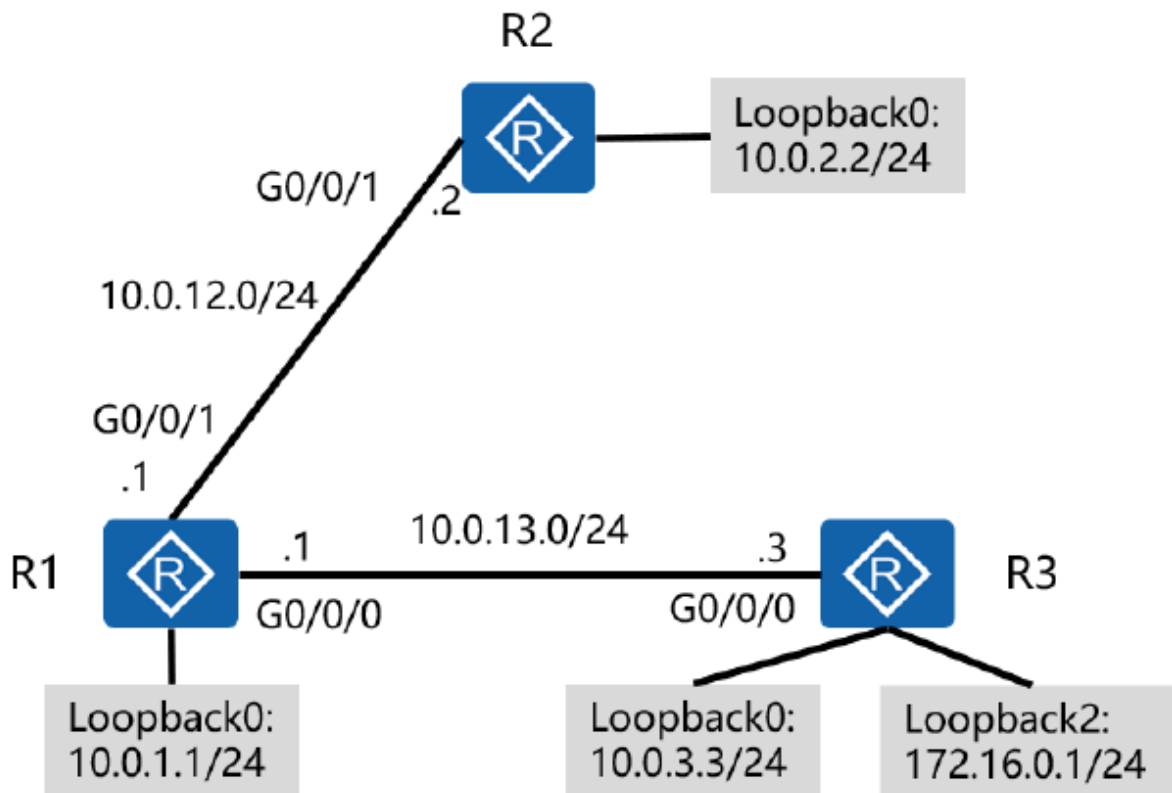 R2
Loopback0:
10.0.2.2/24
G0/0/1
.2
10.0.12.0/24
G0/0/1
.1
R1
.1
10.0.13.0/24
.3
R3
G0/0/0
G0/0/0
Loopback0:
10.0.1.1/24
Loopback0:
10.0.3.3/24
Loopback2:
172.16.0.1/24
R
R
R